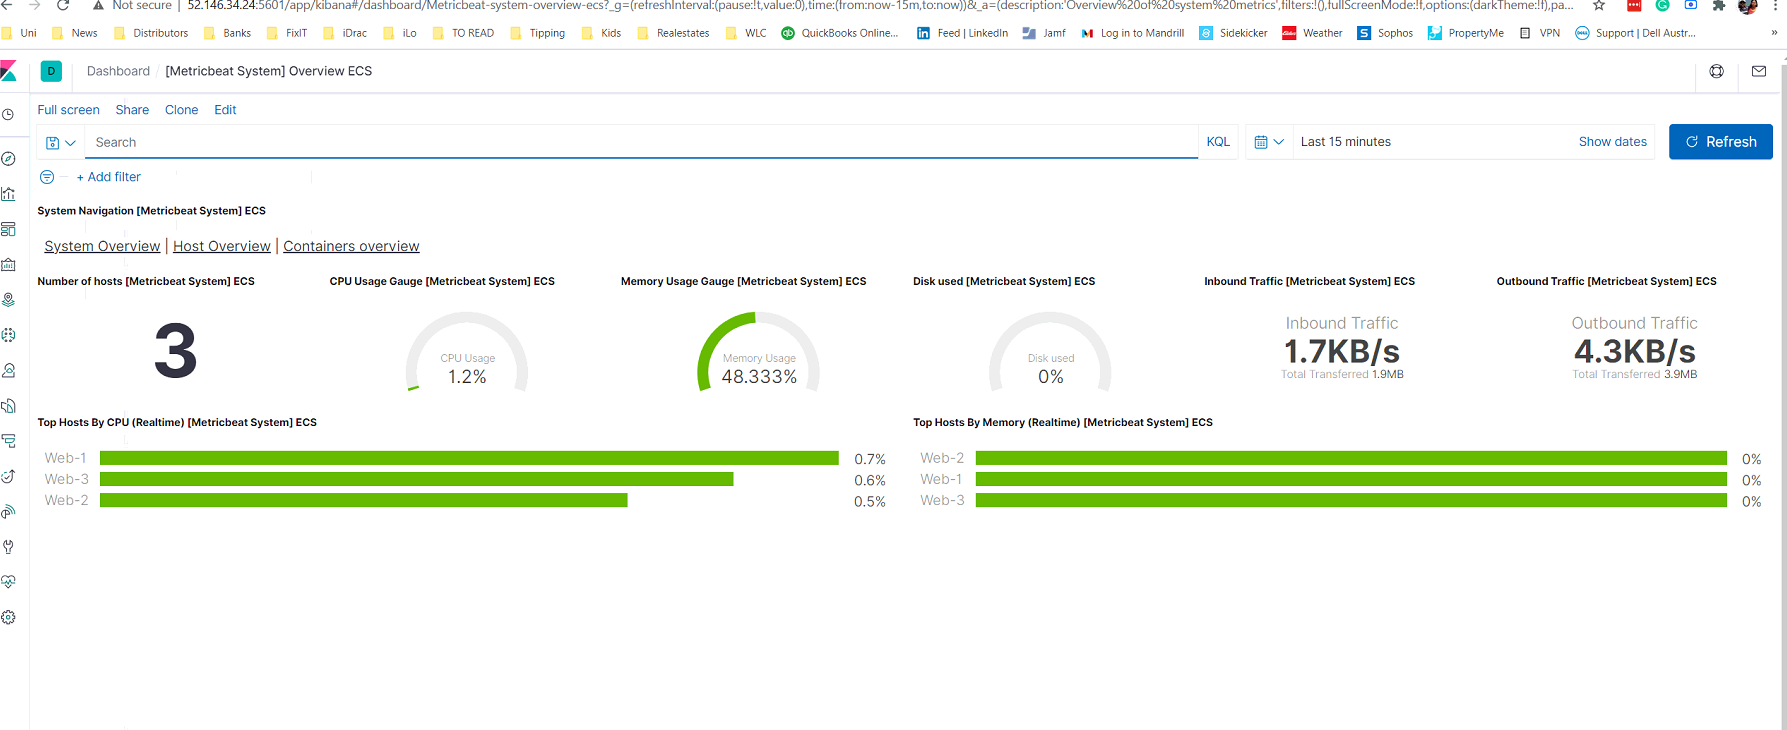 Not secure | 52.146.34.24:5601/app/kibana#/dashboard/Metricbeat-system-overview-ecs?_g=(refreshInterval:(pause:!t,value:0),time:(from:now-15m,to:now))&_a=(description:'Overview%20of%20system%20metrics',filters:!(),fullScreenMode:!f,options:(darkTheme:!f),pa...
Uni News Distributors Banks FixIT iDrac iLo TO READ Tipping Kids Realestates WLC QuickBooks Online... Feed | LinkedIn Jamf Log in to Mandrill Sidekicker Weather Sophos PropertyMe VPN Support | Dell Austr... »
D Dashboard / [Metricbeat System] Overview ECS
Full screen Share Clone Edit
Search KQL Last 15 minutes Show dates Refresh
+ Add filter
System Navigation [Metricbeat System] ECS
System Overview | Host Overview | Containers overview
Number of hosts [Metricbeat System] ECS CPU Usage Gauge [Metricbeat System] ECS Memory Usage Gauge [Metricbeat System] ECS Disk used [Metricbeat System] ECS Inbound Traffic [Metricbeat System] ECS Outbound Traffic [Metricbeat System] ECS
3
CPU Usage
1.2%
Memory Usage
48.333%
Disk used
0%
Inbound Traffic
1.7KB/s
Total Transferred 1.9MB
Outbound Traffic
4.3KB/s
Total Transferred 3.9MB
Top Hosts By CPU (Realtime) [Metricbeat System] ECS
Web-1 0.7%
Web-3 0.6%
Web-2 0.5%
Top Hosts By Memory (Realtime) [Metricbeat System] ECS
Web-2 0%
Web-1 0%
Web-3 0%